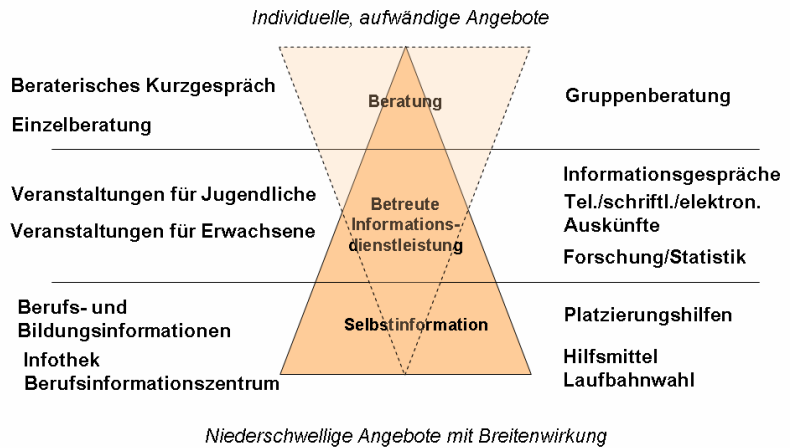 Individuelle, aufwändige Angebote
Beraterisches Kurzgespräch
Einzelberatung
Beratung
Gruppenberatung
Veranstaltungen für Jugendliche
Veranstaltungen für Erwachsene
Betreute
Informations-
dienstleistung
Informationsgespräche
Tel./schriftl./elektron.
Auskünfte
Forschung/Statistik
Berufs- und
Bildungsinformationen
Infothek
Berufsinformationszentrum
Selbstinformation
Platzierungshilfen
Hilfsmittel
Laufbahnwahl
Niederschwellige Angebote mit Breitenwirkung